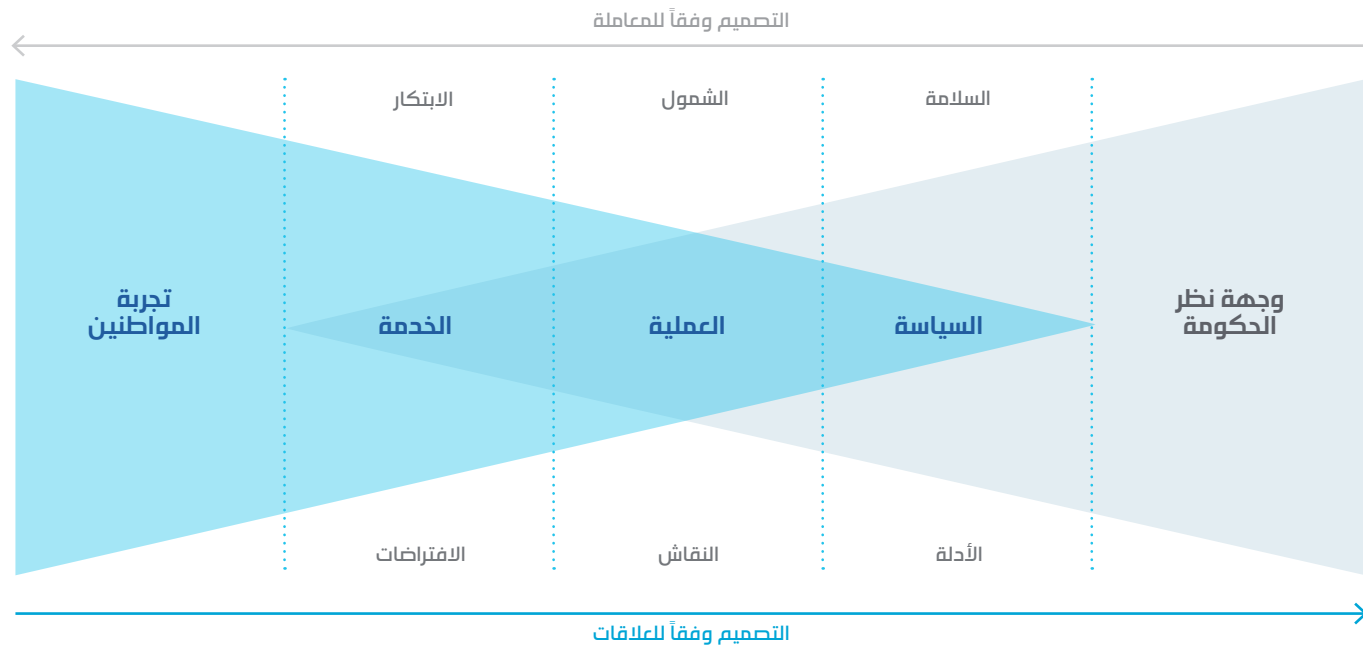 التصميم وفقاً للمعاملة
السلامة
الشمول
الابتكار
وجهة نظر
الحكومة
السياسة
العملية
الخدمة
تجربة
المواطنين
الأدلة
النقاش
الافتراضات
التصميم وفقاً للعلاقات